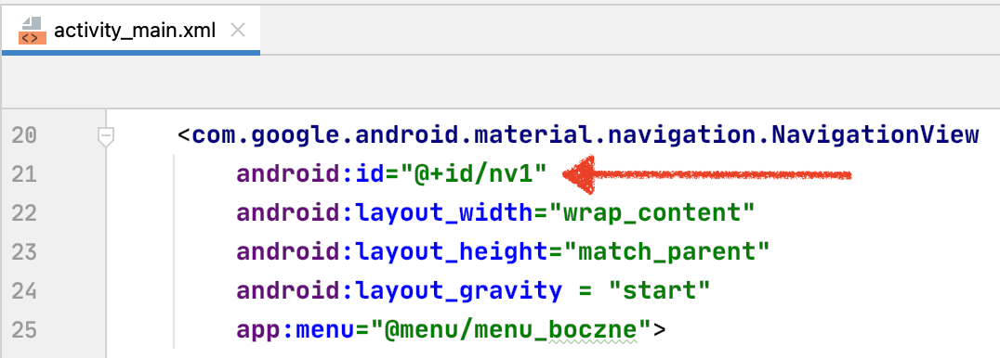 activity_main.xml
20 <com.google.android.material.navigation.NavigationView
21 android:id="@+id/nv1"
22 android:layout_width="wrap_content"
23 android:layout_height="match_parent"
24 android:layout_gravity = "start"
25 app:menu="@menu/menu_boczne">